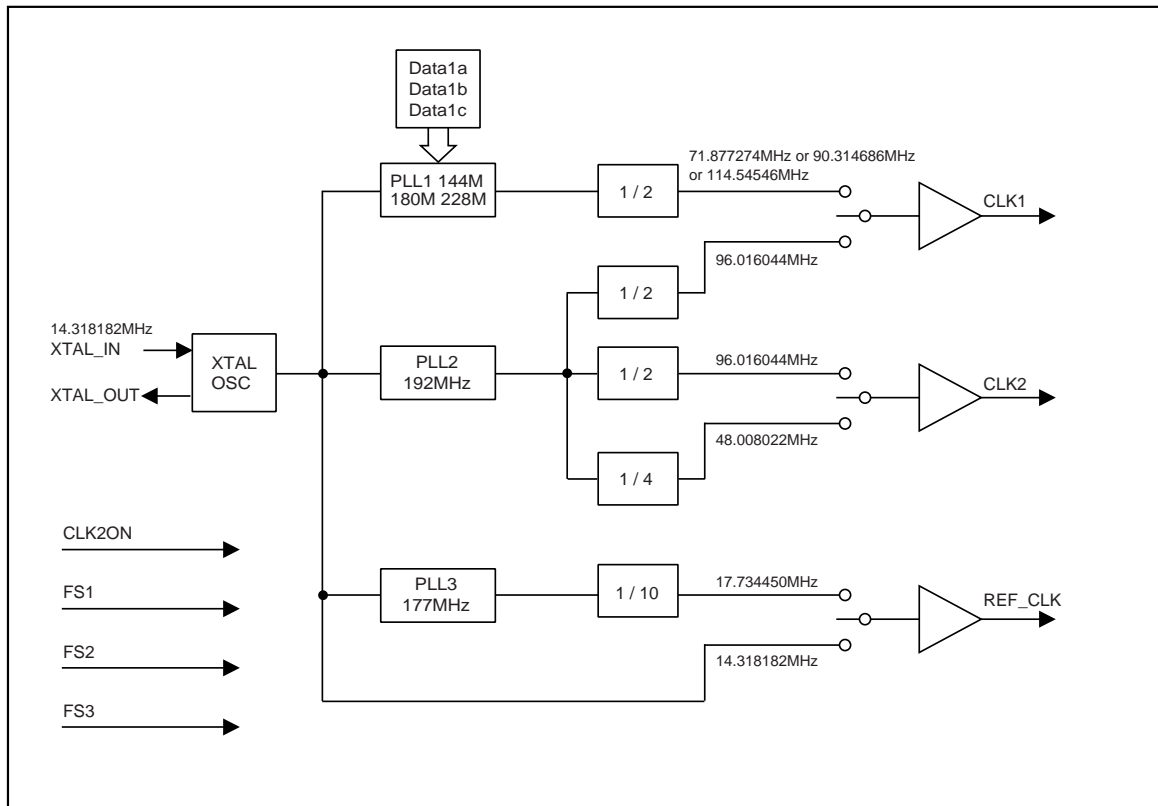 Data1a
Data1b
Data1c
PLL1 144M
180M 228M
1 / 2
71.877274MHz or 90.314686MHz
or 114.54546MHz
CLK1
1 / 2
96.016044MHz
14.318182MHz
XTAL_IN
XTAL_OUT
XTAL
OSC
PLL2
192MHz
1 / 2
96.016044MHz
CLK2
1 / 4
48.008022MHz
CLK2ON
FS1
FS2
FS3
PLL3
177MHz
1 / 10
17.734450MHz
REF_CLK
14.318182MHz